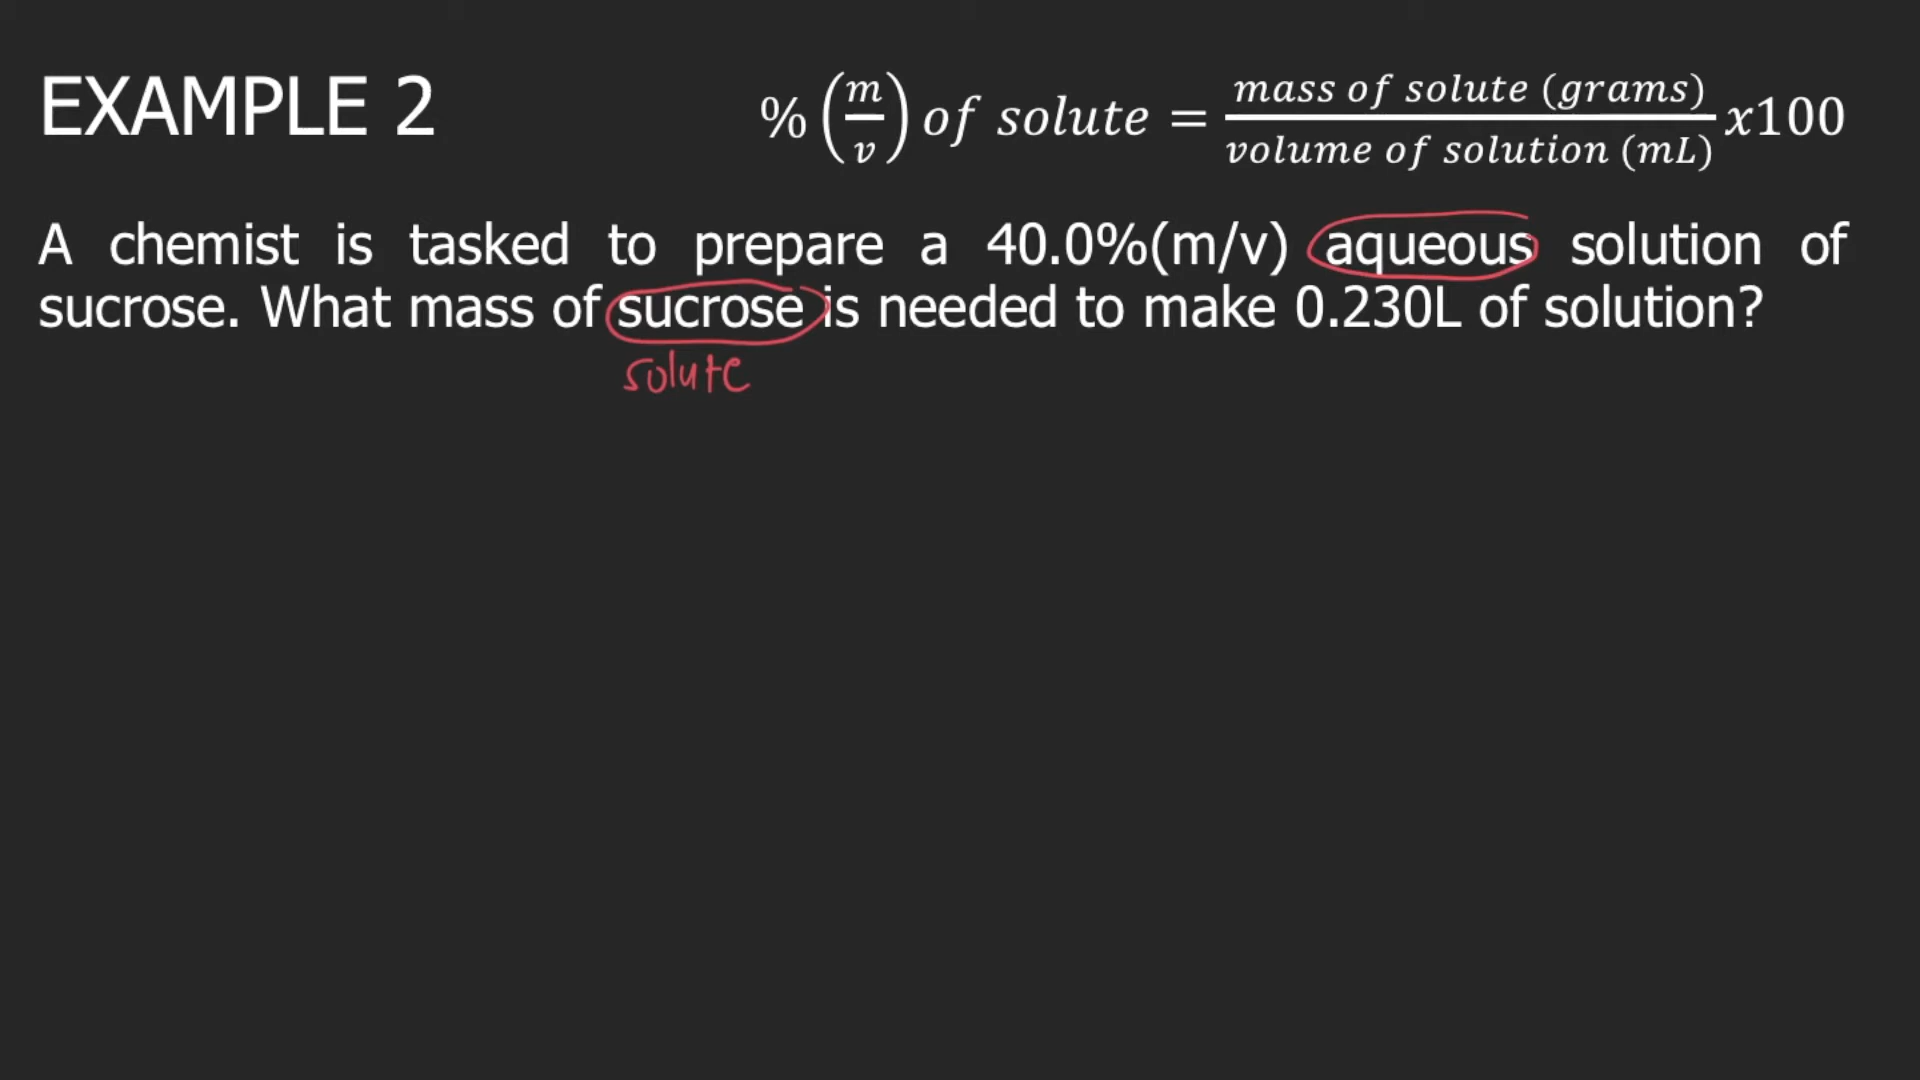 EXAMPLE 2
% (m/v) of solute = mass of solute (grams) / volume of solution (mL) x100
A chemist is tasked to prepare a 40.0%(m/v) aqueous solution of
sucrose. What mass of sucrose is needed to make 0.230L of solution?
solute